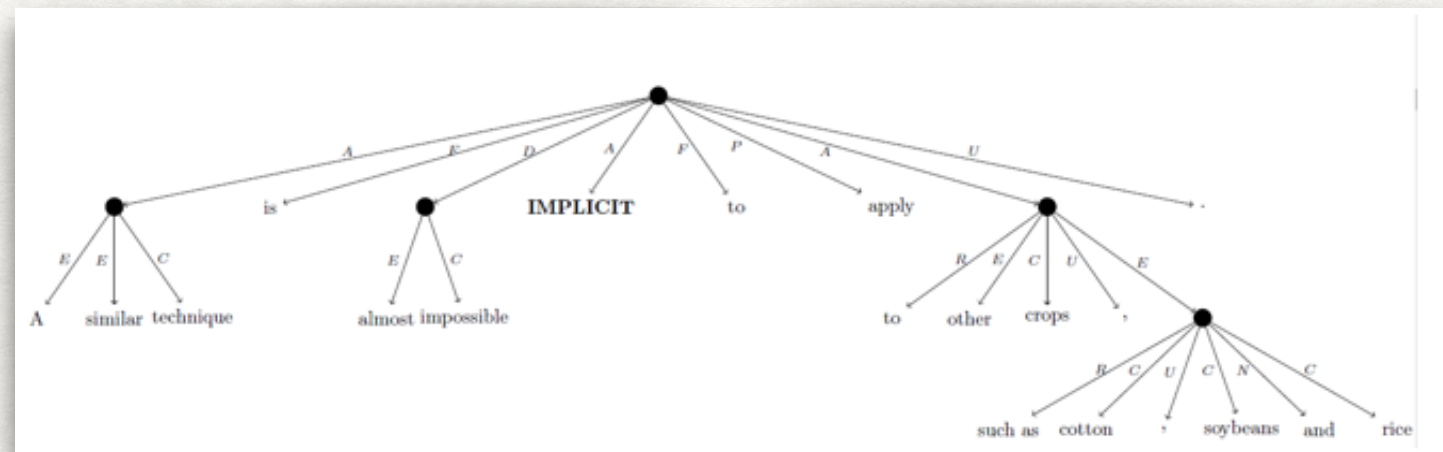 A F D A F P A U
is IMPLICIT to apply .
E E C E C R E C U E
A similar technique almost impossible to other crops ,
R C U C N C
such as cotton , soybeans and rice